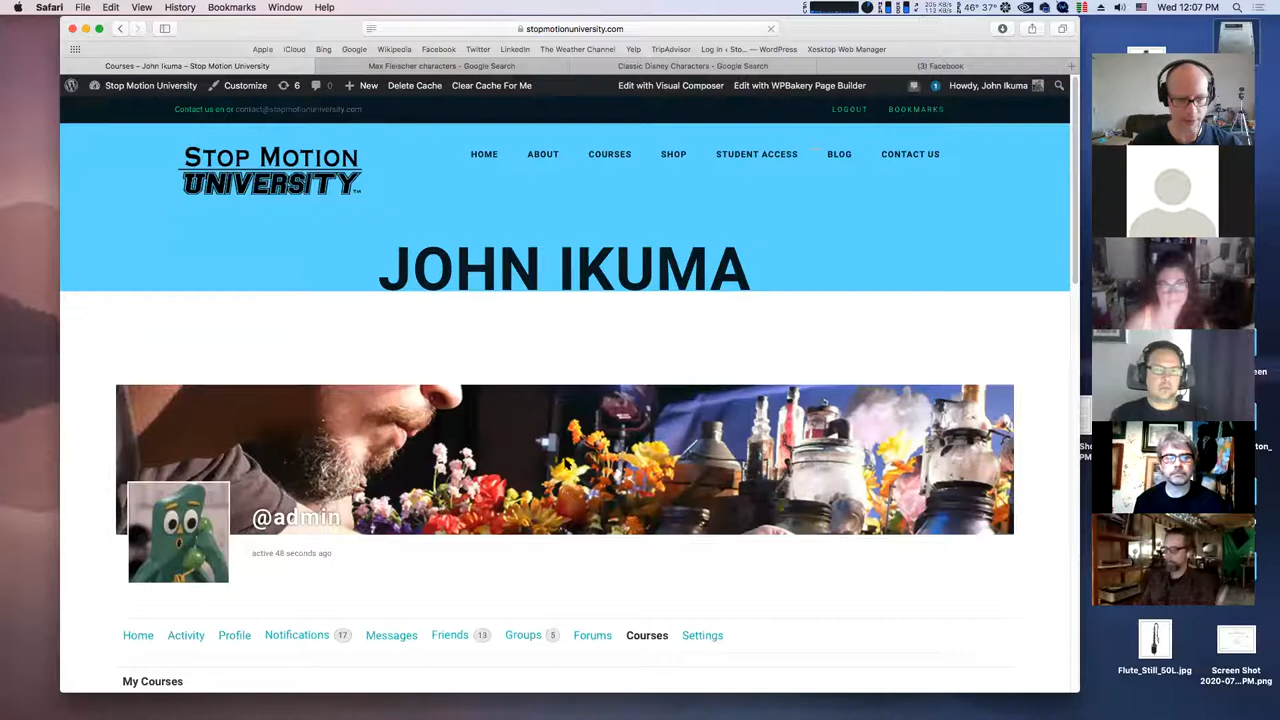 Safari File Edit View History Bookmarks Window Help
46° 37° Wed 12:07 PM
stopmotionuniversity.com
Apple iCloud Bing Google Wikipedia Facebook Twitter LinkedIn The Weather Channel Yelp TripAdvisor Log In ‹ Sto... — WordPress Xesktop Web Manager
Courses – John Ikuma – Stop Motion University Max Fleischer characters - Google Search Classic Disney Characters - Google Search (3) Facebook
Stop Motion University Customize 6 0 New Delete Cache Clear Cache For Me Edit with Visual Composer Edit with WPBakery Page Builder 1 Howdy, John Ikuma
Contact us on or contact@stopmotionuniversity.com LOGOUT BOOKMARKS
STOP MOTION
UNIVERSITY™
HOME ABOUT COURSES SHOP STUDENT ACCESS BLOG CONTACT US
JOHN IKUMA
@admin
active 48 seconds ago
Home Activity Profile Notifications 17 Messages Friends 13 Groups 5 Forums Courses Settings
My Courses
Flute_Still_50L.jpg
Screen Shot
2020-07...PM.png